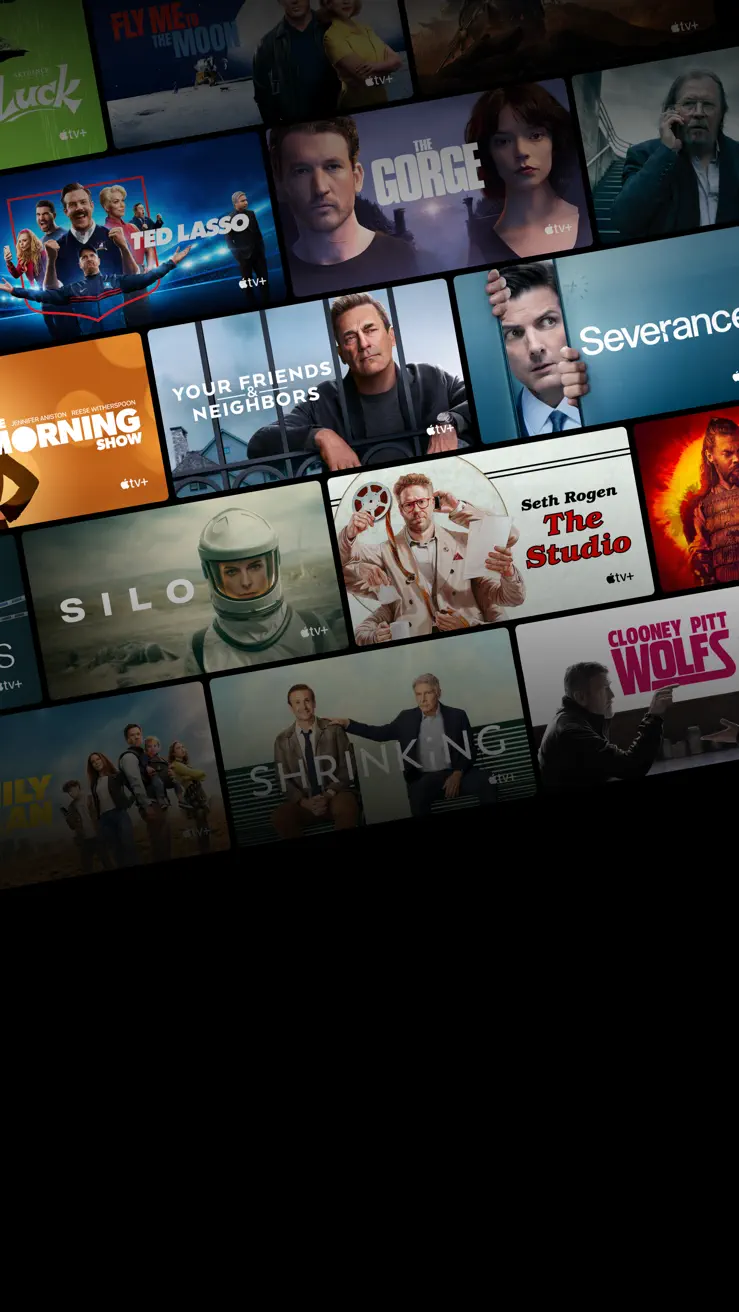 FLY ME TO
THE MOON
tv+
tv+
Luck
tv+
THE
GORGE
tv+
TED LASSO
tv+
Severance
YOUR FRIENDS
&
NEIGHBORS
tv+
JENNIFER ANISTON REESE WITHERSPOON
MORNING
SHOW
tv+
Seth Rogen
The
Studio
tv+
SILO
tv+
S
tv+
CLOONEY PITT
WOLFS
SHRINKING
tv+
ILY
AN
tv+